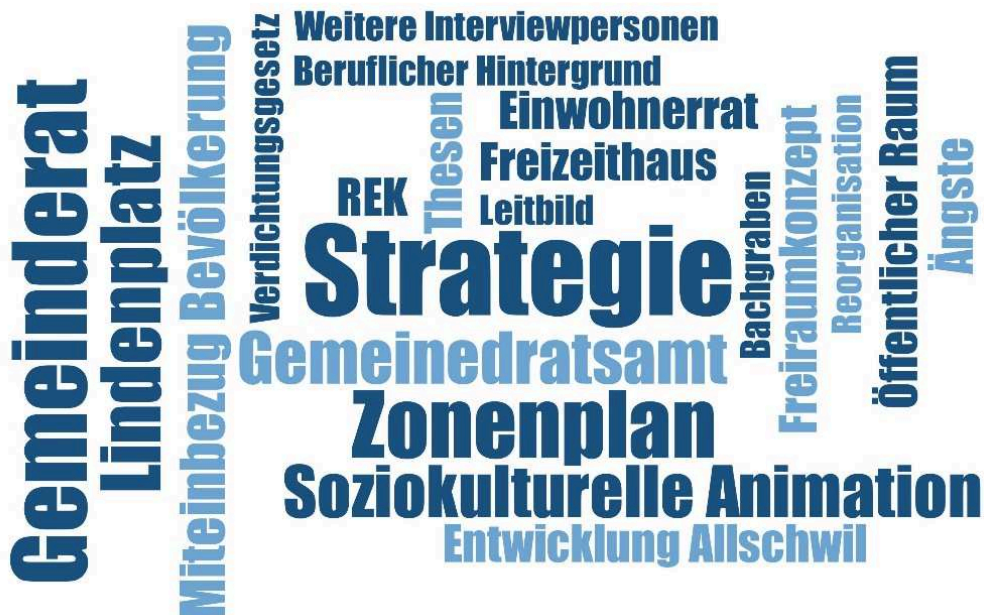 Gemeinderat
Lindenplatz
Miteinbezug Bevölkerung
Verdichtungsgesetz
Weitere Interviewpersonen
Beruflicher Hintergrund
Thesen
Einwohnerrat
Freizeithaus
REK
Leitbild
Strategie
Gemeinedratsamt
Zonenplan
Soziokulturelle Animation
Entwicklung Allschwil
Bachgraben
Freiraumkonzept
Reorganisation
Öffentlicher Raum
Ängste